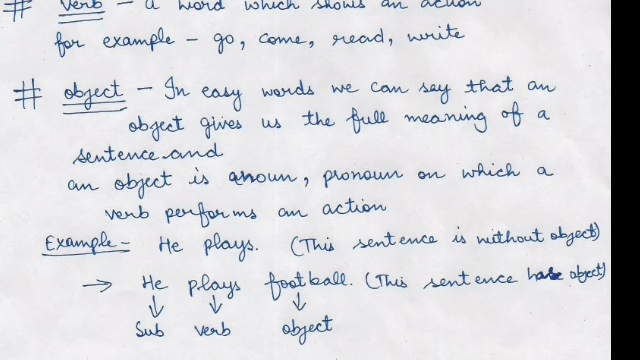 # Verb - a word which shows an action
for example - go, come, read, write
# object - In easy words we can say that an
object gives us the full meaning of a
sentence and
an object is anoun, pronoun on which a
verb performs an action
Example - He plays. (This sentence is without object)
→ He plays football. (This sentence has object)
↓ ↓ ↓
Sub verb object